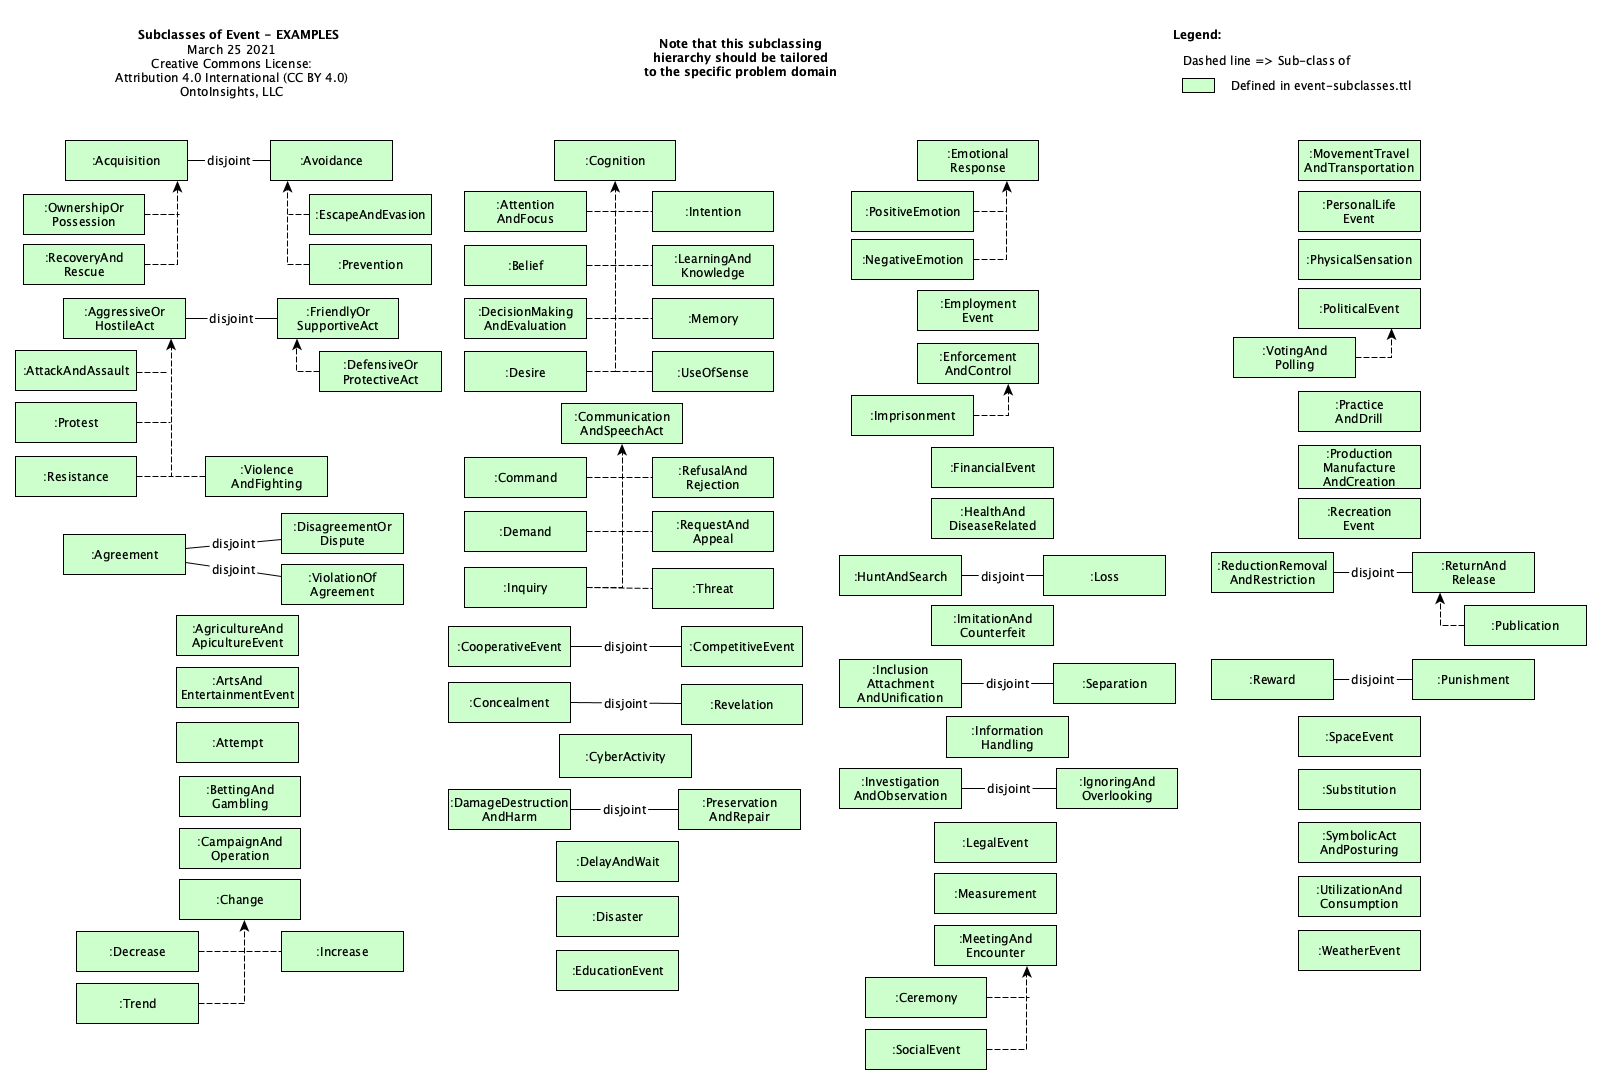 Subclasses of Event – EXAMPLES
March 25 2021
Creative Commons License:
Attribution 4.0 International (CC BY 4.0)
OntoInsights, LLC
Note that this subclassing
hierarchy should be tailored
to the specific problem domain
Legend:
Dashed line => Sub-class of
Defined in event-subclasses.ttl
:Acquisition
disjoint
:Avoidance
:OwnershipOr
Possession
:EscapeAndEvasion
:RecoveryAnd
Rescue
:Prevention
:AggressiveOr
HostileAct
disjoint
:FriendlyOr
SupportiveAct
:AttackAndAssault
:DefensiveOr
ProtectiveAct
:Protest
:Resistance
:Violence
AndFighting
:Agreement
disjoint
:DisagreementOr
Dispute
disjoint
:ViolationOf
Agreement
:AgricultureAnd
ApicultureEvent
:ArtsAnd
EntertainmentEvent
:Attempt
:BettingAnd
Gambling
:CampaignAnd
Operation
:Change
:Decrease
:Increase
:Trend
:Cognition
:Attention
AndFocus
:Intention
:Belief
:LearningAnd
Knowledge
:DecisionMaking
AndEvaluation
:Memory
:Desire
:UseOfSense
:Communication
AndSpeechAct
:Command
:RefusalAnd
Rejection
:Demand
:RequestAnd
Appeal
:Inquiry
:Threat
:CooperativeEvent
disjoint
:CompetitiveEvent
:Concealment
disjoint
:Revelation
:CyberActivity
:DamageDestruction
AndHarm
disjoint
:Preservation
AndRepair
:DelayAndWait
:Disaster
:EducationEvent
:Emotional
Response
:PositiveEmotion
:NegativeEmotion
:Employment
Event
:Enforcement
AndControl
:Imprisonment
:FinancialEvent
:HealthAnd
DiseaseRelated
:HuntAndSearch
disjoint
:Loss
:ImitationAnd
Counterfeit
:Inclusion
Attachment
AndUnification
disjoint
:Separation
:Information
Handling
:Investigation
AndObservation
disjoint
:IgnoringAnd
Overlooking
:LegalEvent
:Measurement
:MeetingAnd
Encounter
:Ceremony
:SocialEvent
:MovementTravel
AndTransportation
:PersonalLife
Event
:PhysicalSensation
:PoliticalEvent
:VotingAnd
Polling
:Practice
AndDrill
:Production
Manufacture
AndCreation
:Recreation
Event
:ReductionRemoval
AndRestriction
disjoint
:ReturnAnd
Release
:Publication
:Reward
disjoint
:Punishment
:SpaceEvent
:Substitution
:SymbolicAct
AndPosturing
:UtilizationAnd
Consumption
:WeatherEvent